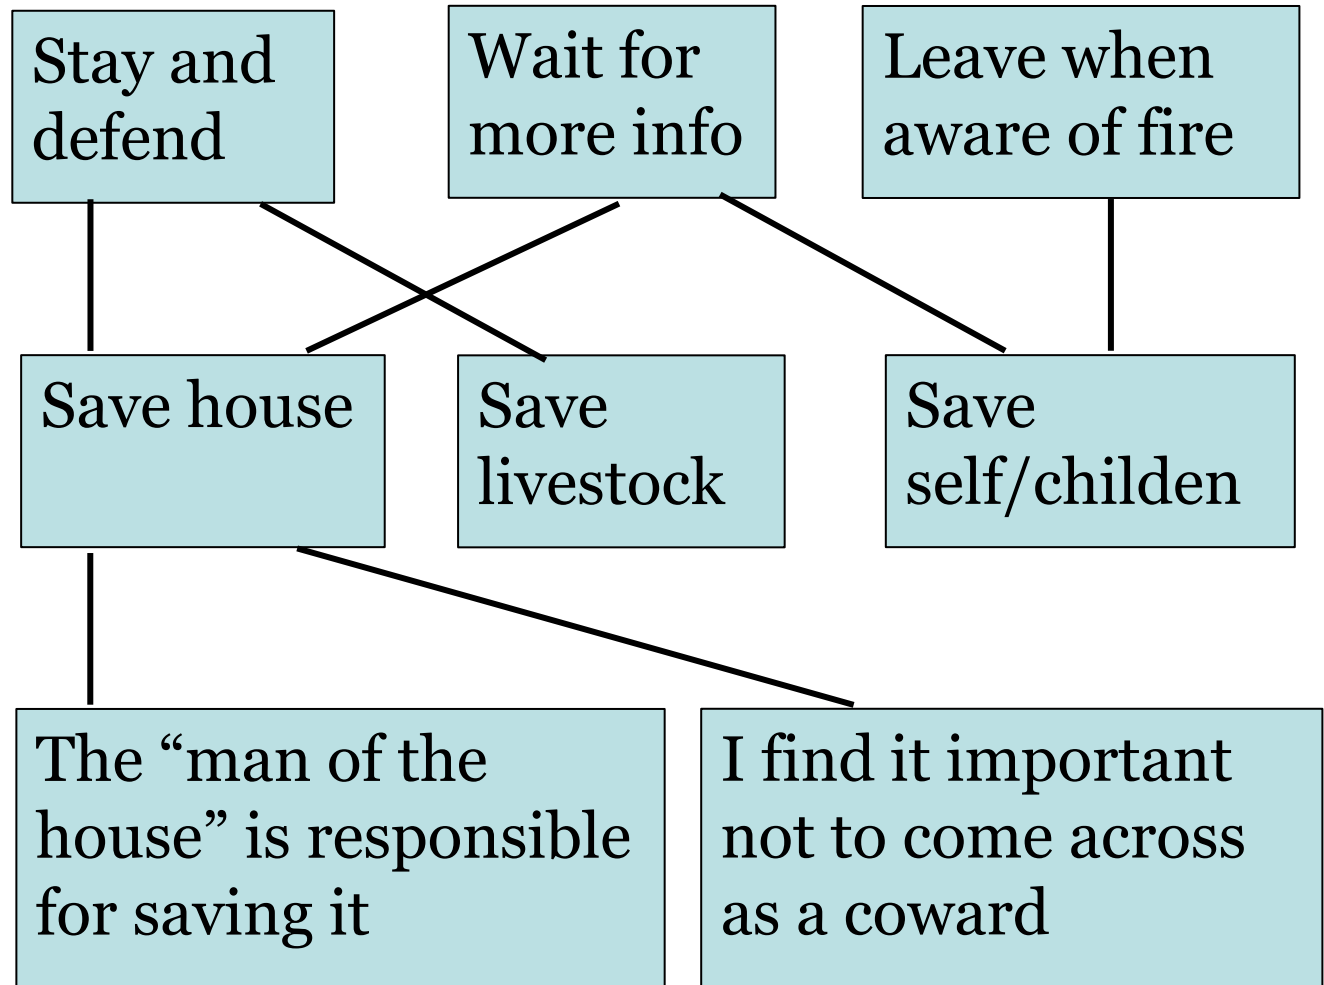 Stay and
defend
Wait for
more info
Leave when
aware of fire
Save house
Save
livestock
Save
self/childen
The “man of the
house” is responsible
for saving it
I find it important
not to come across
as a coward